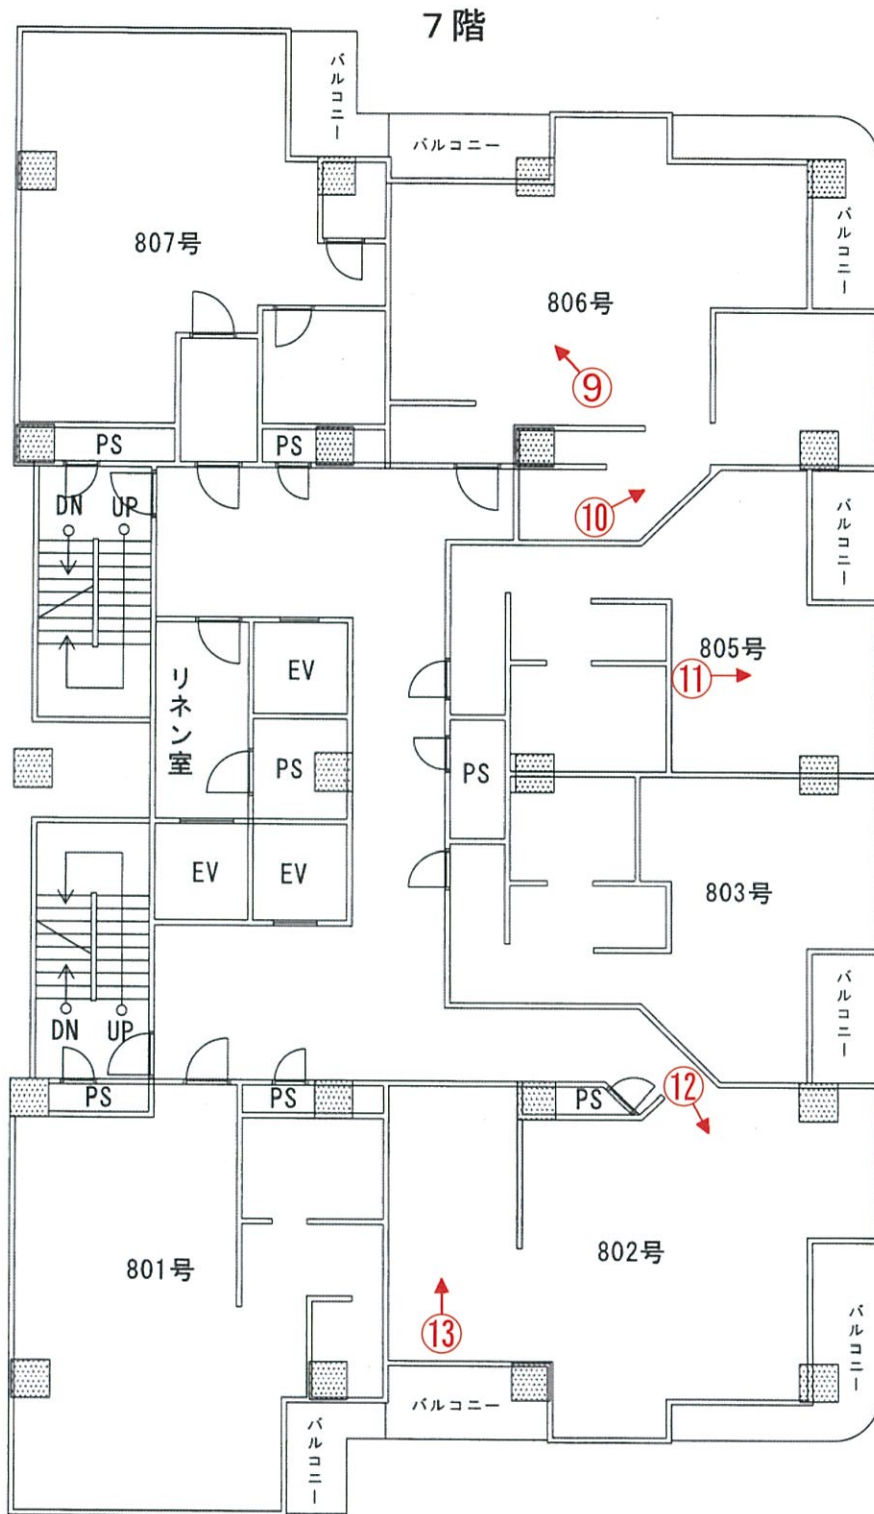 7階
バルコニー
バルコニー
バルコニー
807号
806号
⑨
PS
PS
DN
UP
⑩
バルコニー
805号
⑪
リネン室
EV
PS
PS
EV
EV
803号
バルコニー
DN
UP
PS
PS
PS
⑫
801号
802号
⑬
バルコニー
バルコニー
バルコニー